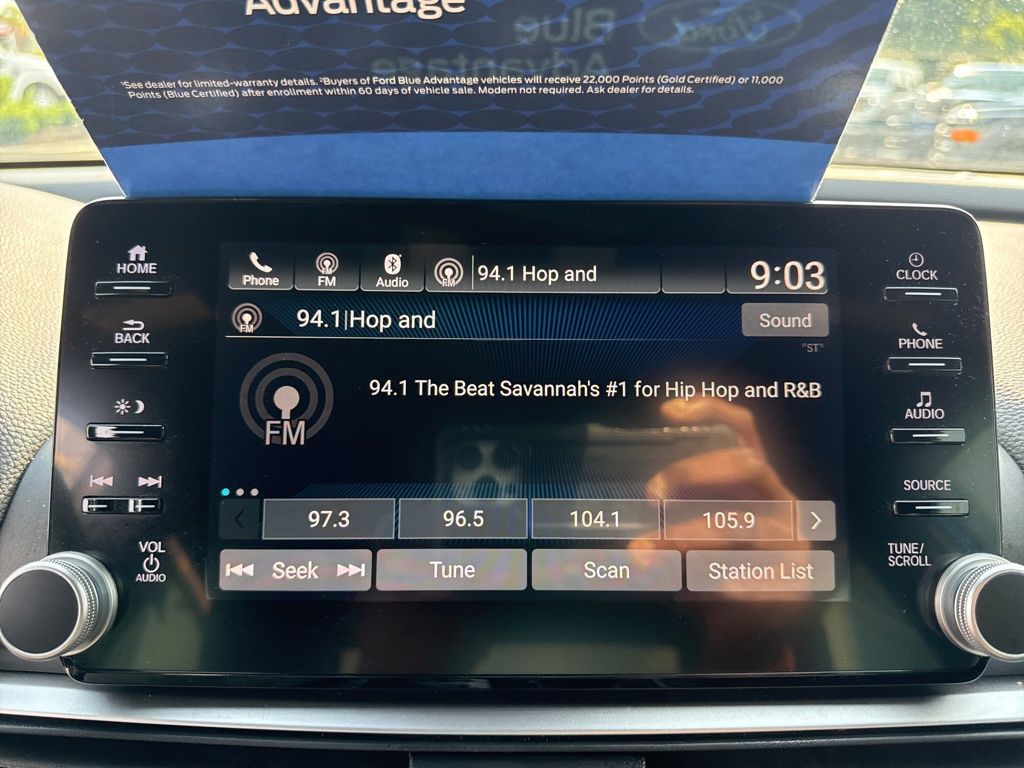 Advantage
Ford Blue
Advantage
¹See dealer for limited-warranty details. ²Buyers of Ford Blue Advantage vehicles will receive 22,000 Points (Gold Certified) or 11,000
Points (Blue Certified) after enrollment within 60 days of vehicle sale. Modem not required. Ask dealer for details.
HOME
BACK
VOL
AUDIO
Phone
FM
Audio
FM
94.1 Hop and
9:03
FM
94.1|Hop and
Sound
"ST"
FM
94.1 The Beat Savannah's #1 for Hip Hop and R&B
97.3
96.5
104.1
105.9
Seek
Tune
Scan
Station List
CLOCK
PHONE
AUDIO
SOURCE
TUNE/
SCROLL